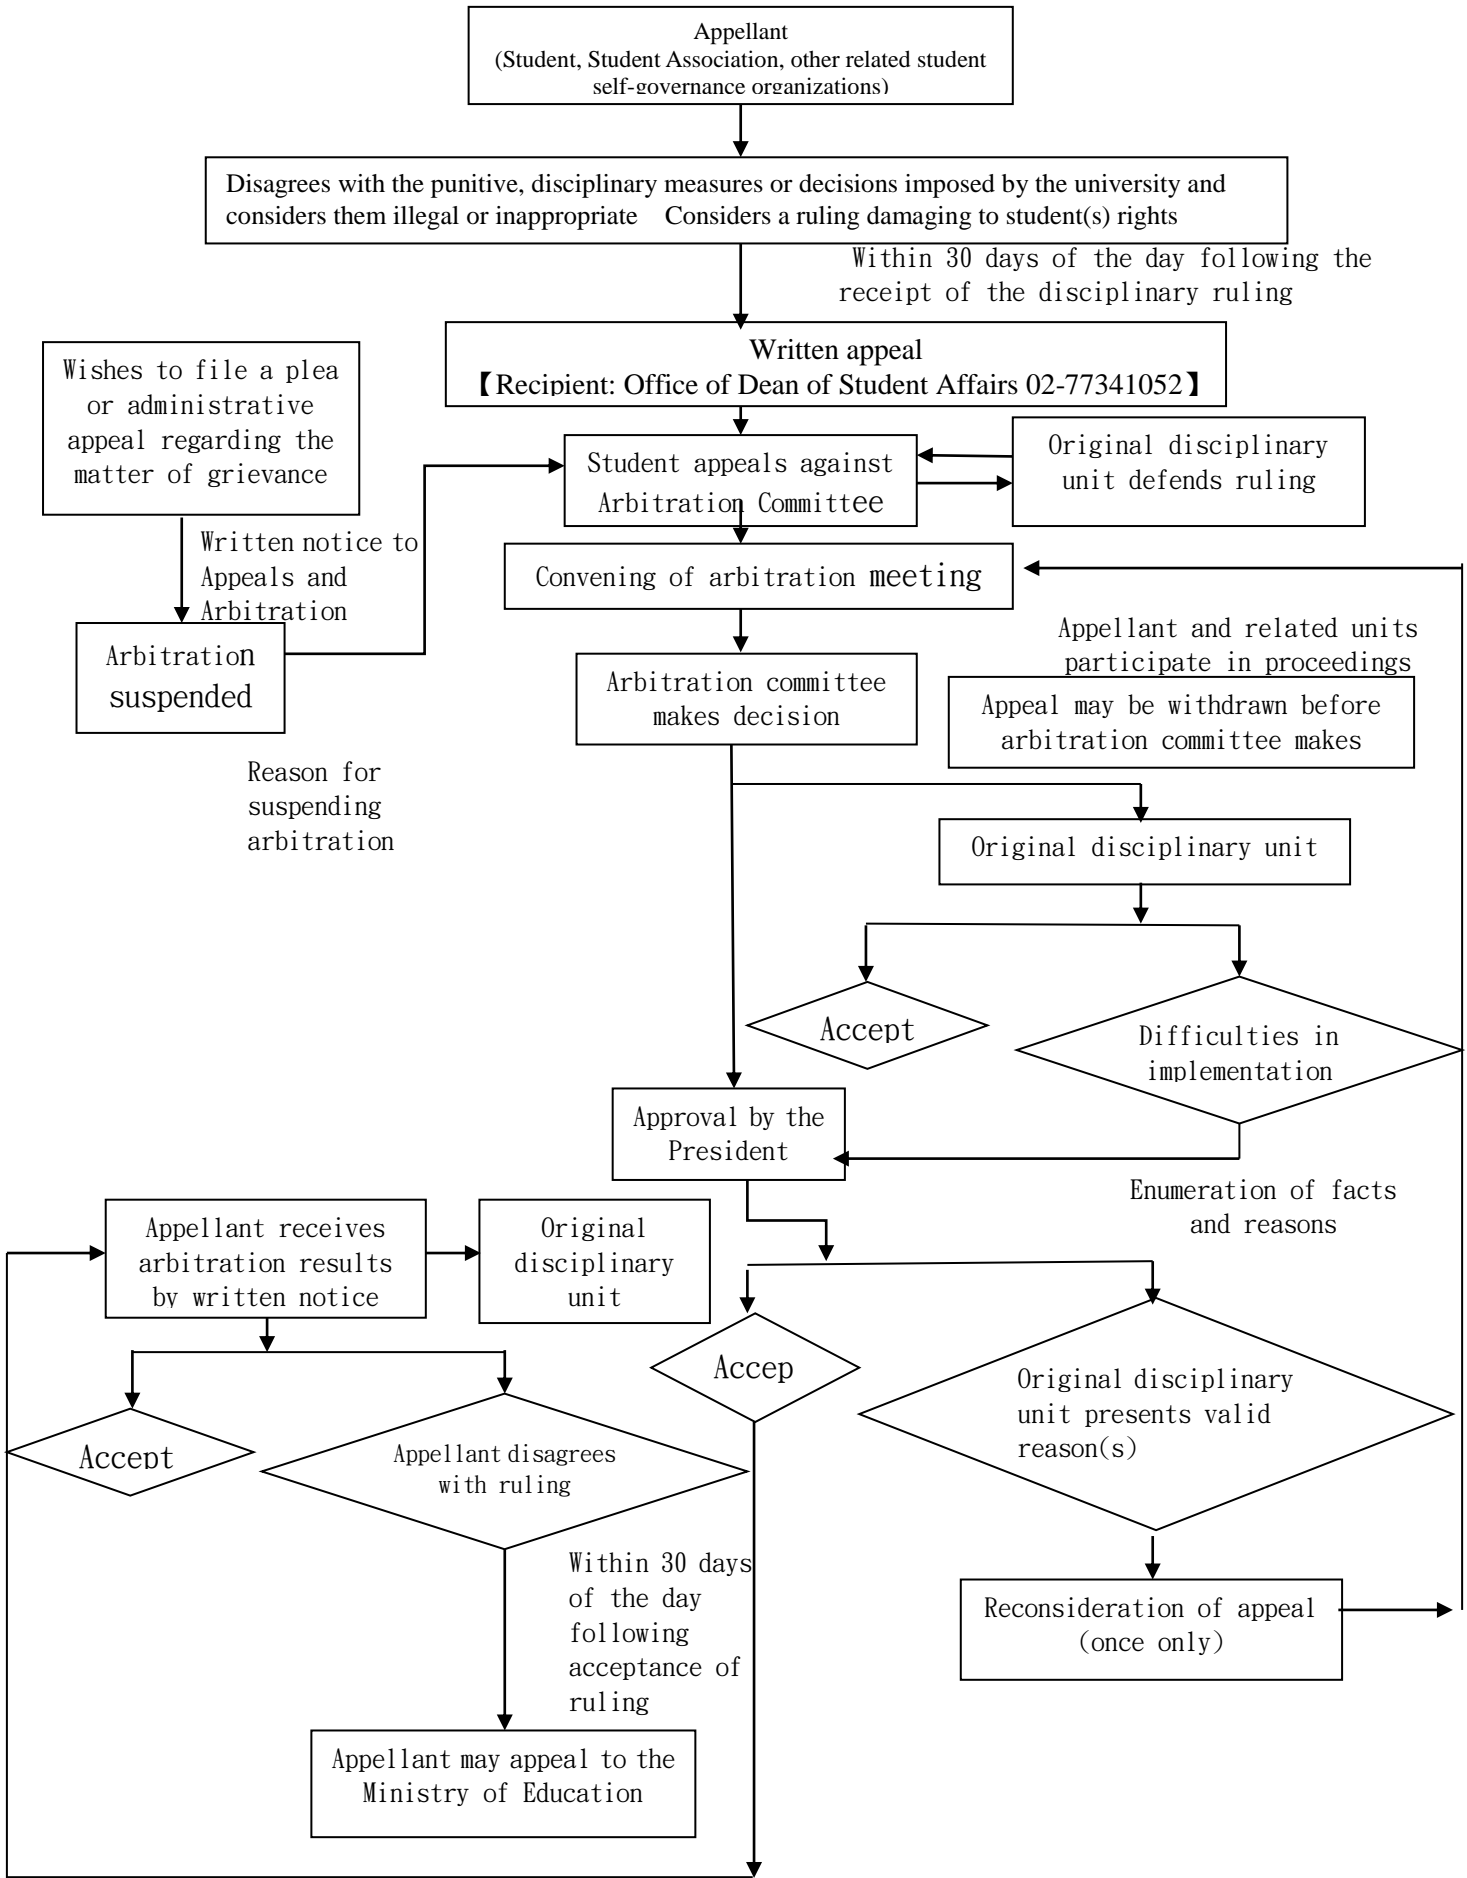 Appellant
(Student, Student Association, other related student
self-governance organizations)
Disagrees with the punitive, disciplinary measures or decisions imposed by the university and
considers them illegal or inappropriate Considers a ruling damaging to student(s) rights
Within 30 days of the day following the
receipt of the disciplinary ruling
Written appeal
【Recipient: Office of Dean of Student Affairs 02-77341052】
Wishes to file a plea
or administrative
appeal regarding the
matter of grievance
Student appeals against
Arbitration Committee
Original disciplinary
unit defends ruling
Written notice to
Appeals and
Arbitration
Convening of arbitration meeting
Arbitration
suspended
Appellant and related units
participate in proceedings
Arbitration committee
makes decision
Appeal may be withdrawn before
arbitration committee makes
Reason for
suspending
arbitration
Original disciplinary unit
Accept
Difficulties in
implementation
Approval by the
President
Enumeration of facts
and reasons
Appellant receives
arbitration results
by written notice
Original
disciplinary
unit
Accep
Original disciplinary
unit presents valid
reason(s)
Accept
Appellant disagrees
with ruling
Within 30 days
of the day
following
acceptance of
ruling
Reconsideration of appeal
(once only)
Appellant may appeal to the
Ministry of Education